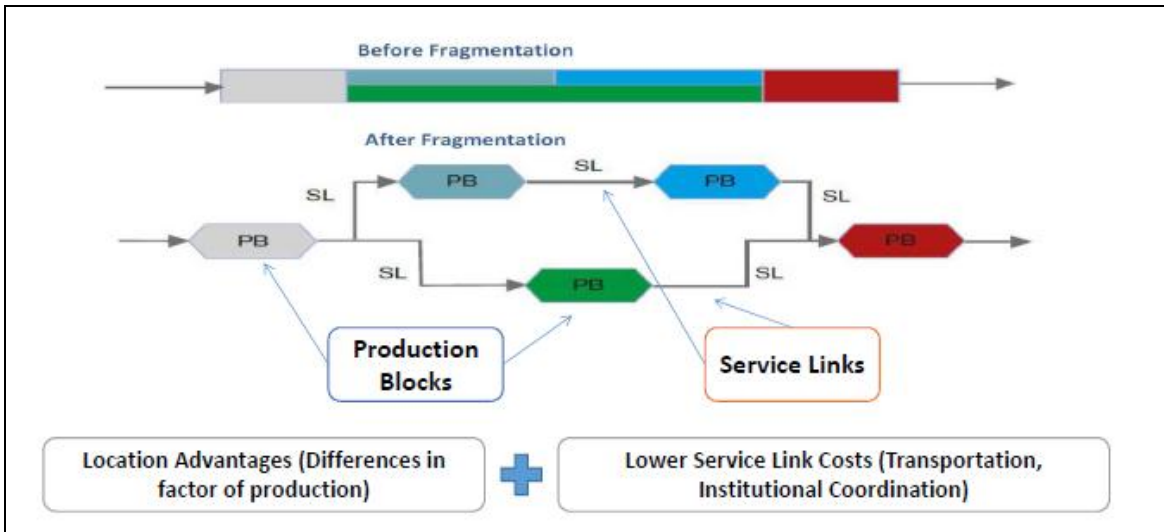 Before Fragmentation
After Fragmentation
SL
PB
SL
PB
SL
PB
SL
PB
SL
PB
Production
Blocks
Service Links
Location Advantages (Differences in
factor of production)
Lower Service Link Costs (Transportation,
Institutional Coordination)